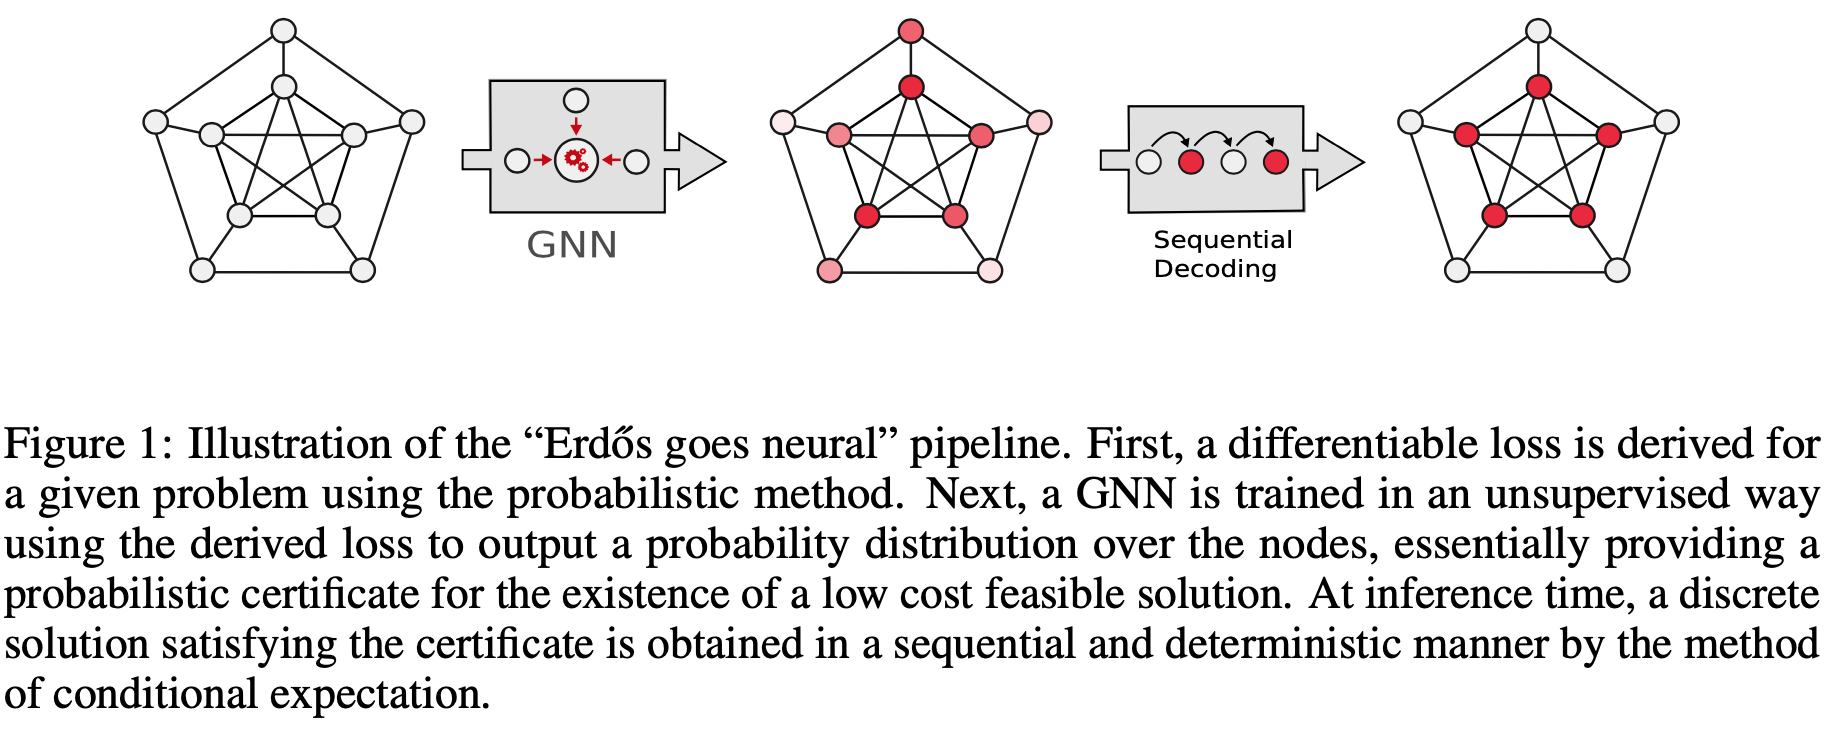 GNN
Sequential
Decoding
Figure 1: Illustration of the “Erdős goes neural” pipeline. First, a differentiable loss is derived for
a given problem using the probabilistic method. Next, a GNN is trained in an unsupervised way
using the derived loss to output a probability distribution over the nodes, essentially providing a
probabilistic certificate for the existence of a low cost feasible solution. At inference time, a discrete
solution satisfying the certificate is obtained in a sequential and deterministic manner by the method
of conditional expectation.